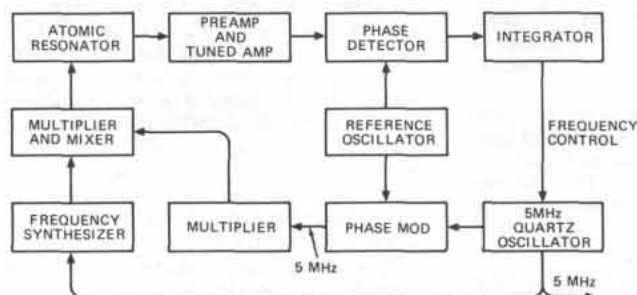 ATOMIC
RESONATOR
PREAMP
AND
TUNED AMP
PHASE
DETECTOR
INTEGRATOR
MULTIPLIER
AND MIXER
REFERENCE
OSCILLATOR
FREQUENCY
CONTROL
FREQUENCY
SYNTHESIZER
MULTIPLIER
PHASE MOD
5MHz
QUARTZ
OSCILLATOR
5 MHz
5 MHz